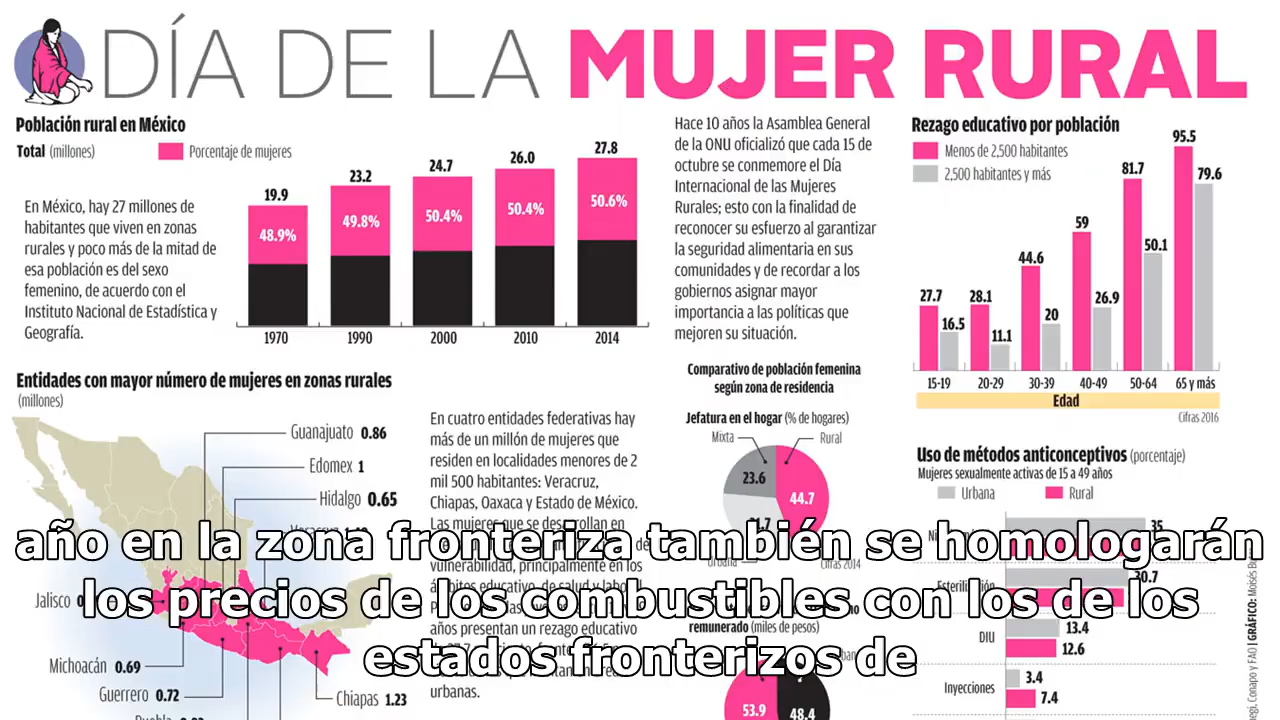 DÍA DE LA MUJER RURAL
Población rural en México
Total (millones)
Porcentaje de mujeres
En México, hay 27 millones de
habitantes que viven en zonas
rurales y poco más de la mitad de
esa población es del sexo
femenino, de acuerdo con el
Instituto Nacional de Estadística y
Geografía.
19.9
23.2
24.7
26.0
27.8
48.9%
49.8%
50.4%
50.4%
50.6%
1970
1990
2000
2010
2014
Hace 10 años la Asamblea General
de la ONU oficializó que cada 15 de
octubre se conmemore el Día
Internacional de las Mujeres
Rurales; esto con la finalidad de
reconocer su esfuerzo al garantizar
la seguridad alimentaria en sus
comunidades y de recordar a los
gobiernos asignar mayor
importancia a las políticas que
mejoren su situación.
Rezago educativo por población
Menos de 2,500 habitantes
2,500 habitantes y más
27.7
16.5
28.1
11.1
44.6
20
59
26.9
81.7
50.1
95.5
79.6
15-19
20-29
30-39
40-49
50-64
65 y más
Edad
Cifras 2016
Entidades con mayor número de mujeres en zonas rurales
(millones)
Guanajuato 0.86
Edomex 1
Hidalgo 0.65
Jalisco
Michoacán 0.69
Guerrero 0.72
Chiapas 1.23
En cuatro entidades federativas hay
más de un millón de mujeres que
residen en localidades menores de 2
mil 500 habitantes: Veracruz,
Chiapas, Oaxaca y Estado de México.
Las mujeres que se desarrollan en
vulnerabilidad, principalmente en los
años presentan un rezago educativo
urbanas.
Comparativo de población femenina
según zona de residencia
Jefatura en el hogar (% de hogares)
Mixta
Rural
23.6
44.7
Cifras 2014
remunerado (miles de pesos)
53.9
48.4
Uso de métodos anticonceptivos (porcentaje)
Mujeres sexualmente activas de 15 a 49 años
Urbana
Rural
35
30.7
DIU
13.4
12.6
Inyecciones
3.4
7.4
año en la zona fronteriza también se homologarán
los precios de los combustibles con los de los
estados fronterizos de